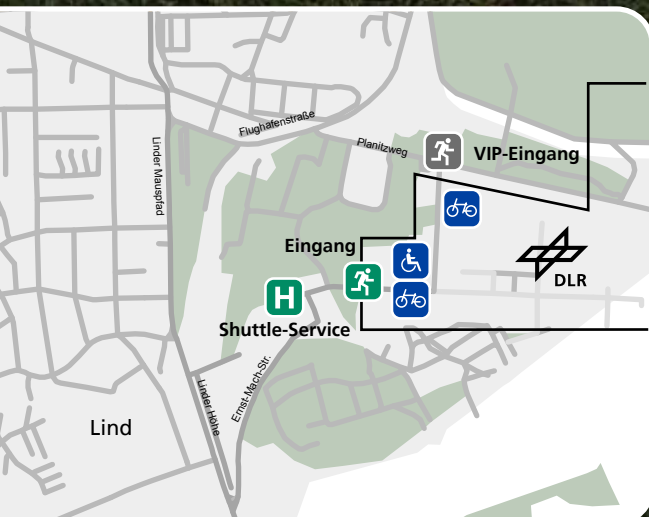 Flughafenstraße
Planitzweg
VIP-Eingang
Linder Mauspfad
Eingang
DLR
H
Shuttle-Service
Ernst-Mach-Str.
Linder Höhe
Lind